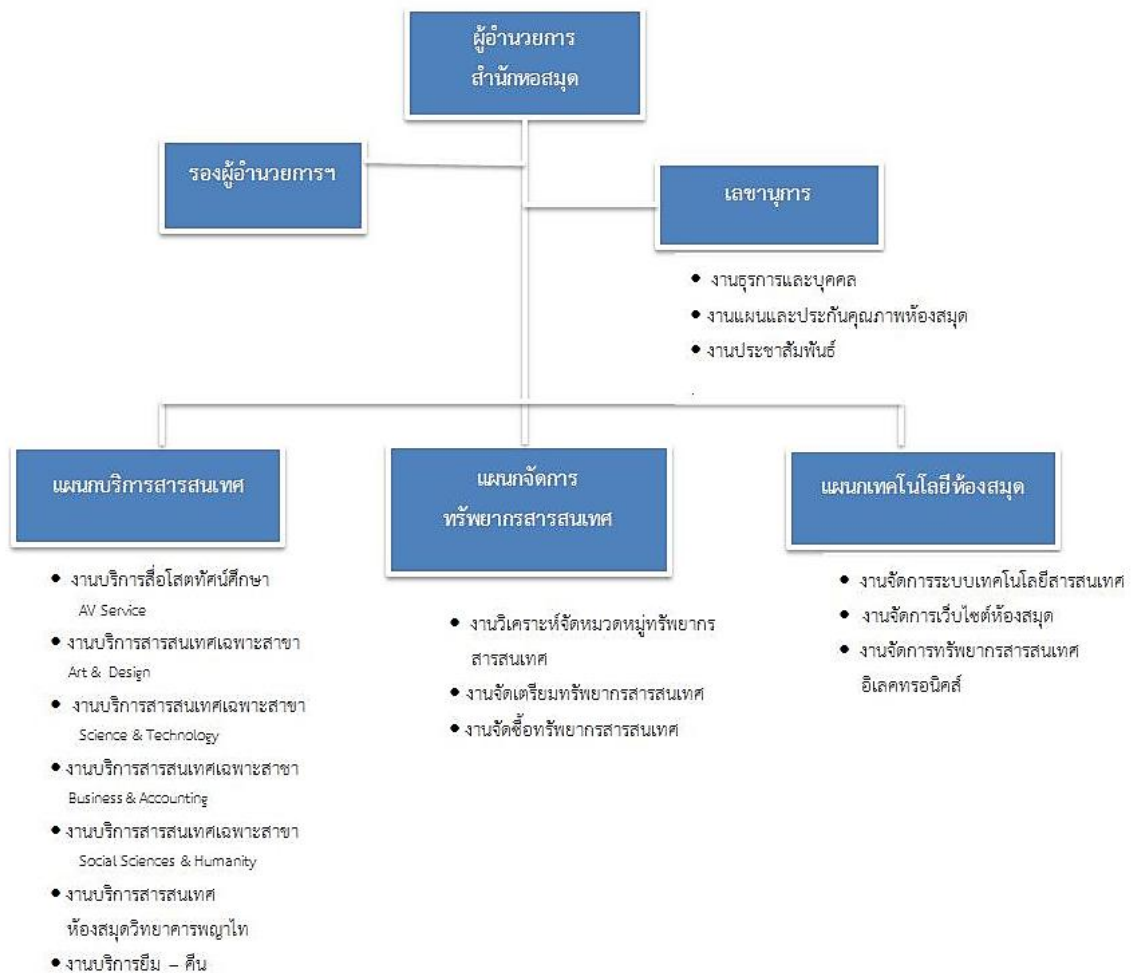 ผู้อำนวยการ
สำนักหอสมุด
รองผู้อำนวยการฯ
เลขานุการ
• งานธุรการและบุคคล
• งานแผนและประกันคุณภาพห้องสมุด
• งานประชาสัมพันธ์
แผนกบริการสารสนเทศ
• งานบริการสื่อโสตทัศน์ศึกษา
AV Service
• งานบริการสารสนเทศเฉพาะสาขา
Art & Design
• งานบริการสารสนเทศเฉพาะสาขา
Science & Technology
• งานบริการสารสนเทศเฉพาะสาขา
Business & Accounting
• งานบริการสารสนเทศเฉพาะสาขา
Social Sciences & Humanity
• งานบริการสารสนเทศ
ห้องสมุดวิทยาคารพญาไท
• งานบริการยืม – คืน
แผนกจัดการ
ทรัพยากรสารสนเทศ
• งานวิเคราะห์จัดหมวดหมู่ทรัพยากร
สารสนเทศ
• งานจัดเตรียมทรัพยากรสารสนเทศ
• งานจัดซื้อทรัพยากรสารสนเทศ
แผนกเทคโนโลยีห้องสมุด
• งานจัดการระบบเทคโนโลยีสารสนเทศ
• งานจัดการเว็บไซต์ห้องสมุด
• งานจัดการทรัพยากรสารสนเทศ
อิเลคทรอนิคส์